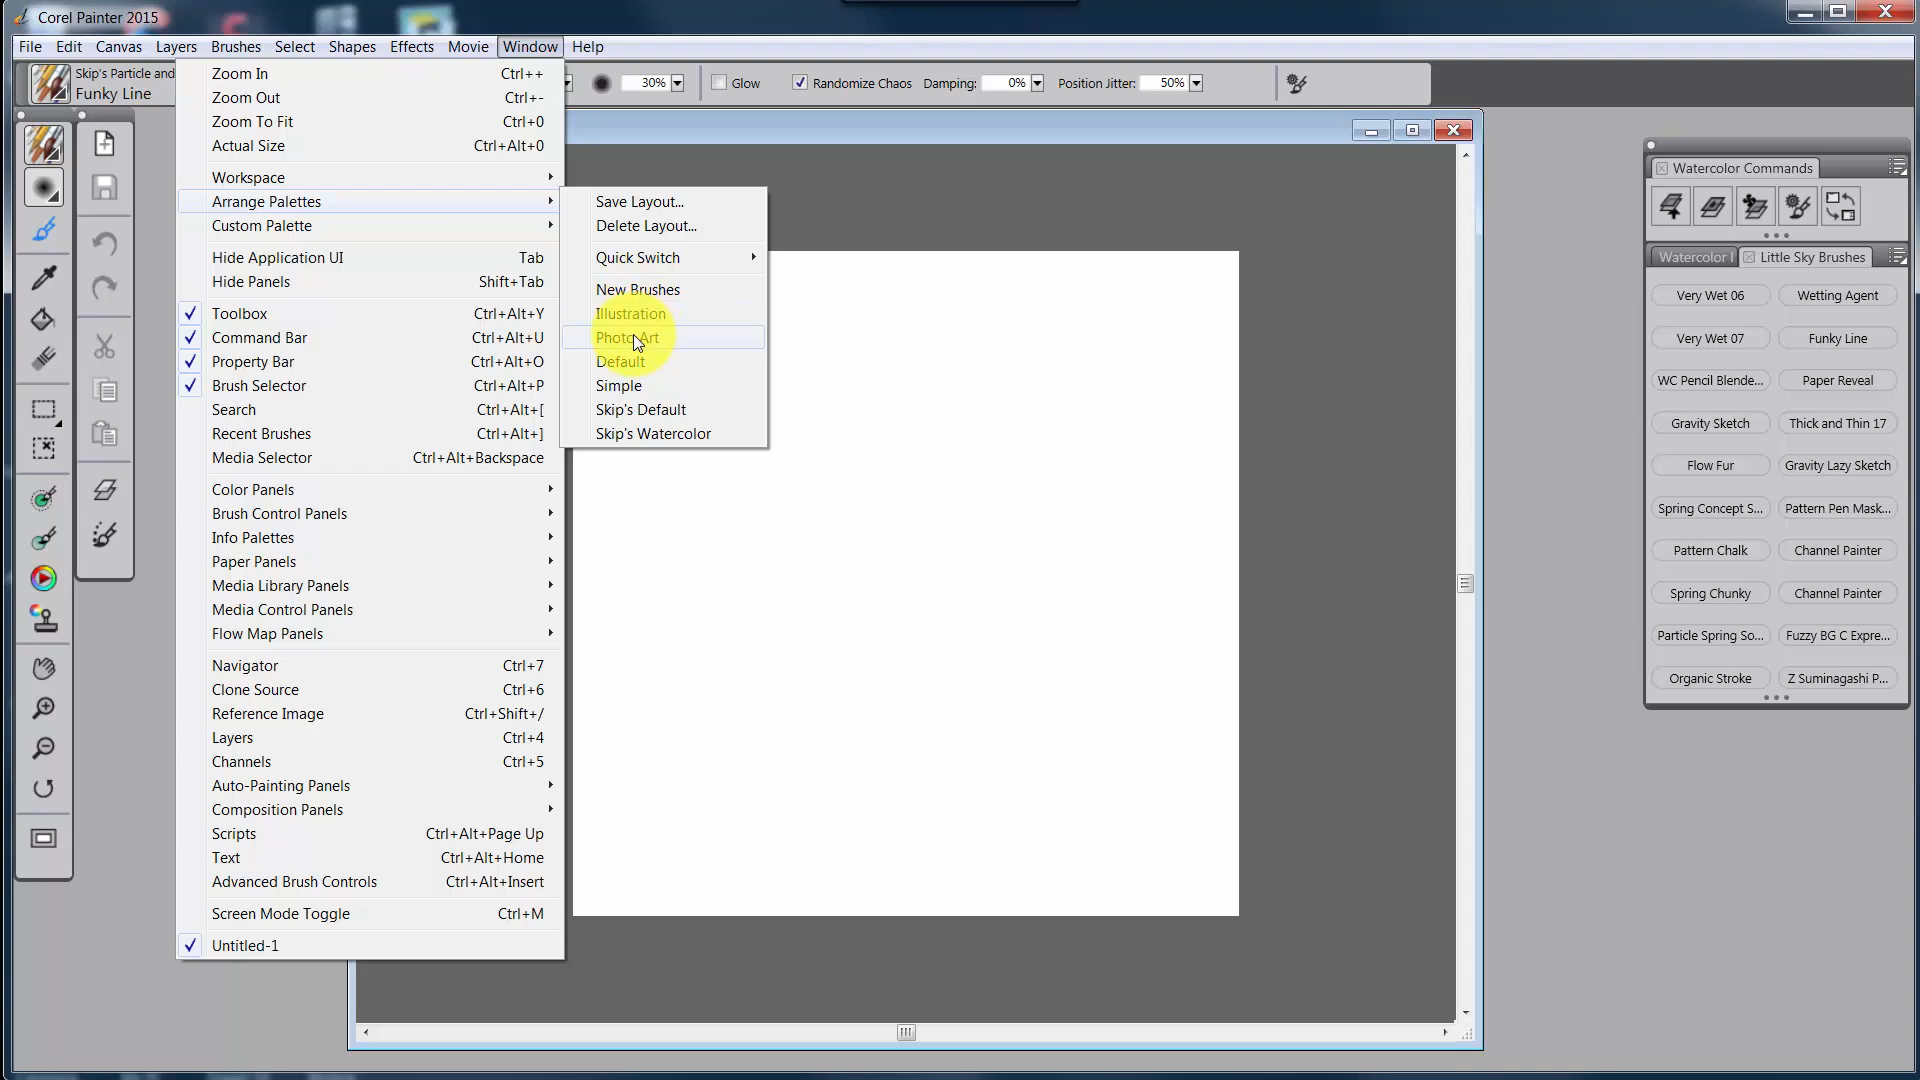 Corel Painter 2015
File Edit Canvas Layers Brushes Select Shapes Effects Movie Window Help
Skip's Particle and
Funky Line
30% Glow Randomize Chaos Damping: 0% Position Jitter: 50%
Zoom In Ctrl++
Zoom Out Ctrl+-
Zoom To Fit Ctrl+0
Actual Size Ctrl+Alt+0
Workspace
Arrange Palettes
Custom Palette
Hide Application UI Tab
Hide Panels Shift+Tab
Toolbox Ctrl+Alt+Y
Command Bar Ctrl+Alt+U
Property Bar Ctrl+Alt+O
Brush Selector Ctrl+Alt+P
Search Ctrl+Alt+[
Recent Brushes Ctrl+Alt+]
Media Selector Ctrl+Alt+Backspace
Color Panels
Brush Control Panels
Info Palettes
Paper Panels
Media Library Panels
Media Control Panels
Flow Map Panels
Navigator Ctrl+7
Clone Source Ctrl+6
Reference Image Ctrl+Shift+/
Layers Ctrl+4
Channels Ctrl+5
Auto-Painting Panels
Composition Panels
Scripts Ctrl+Alt+Page Up
Text Ctrl+Alt+Home
Advanced Brush Controls Ctrl+Alt+Insert
Screen Mode Toggle Ctrl+M
Untitled-1
Save Layout...
Delete Layout...
Quick Switch
New Brushes
Illustration
Photo Art
Default
Simple
Skip's Default
Skip's Watercolor
Watercolor Commands
Watercolor Little Sky Brushes
Very Wet 06 Wetting Agent
Very Wet 07 Funky Line
WC Pencil Blende... Paper Reveal
Gravity Sketch Thick and Thin 17
Flow Fur Gravity Lazy Sketch
Spring Concept S... Pattern Pen Mask...
Pattern Chalk Channel Painter
Spring Chunky Channel Painter
Particle Spring So... Fuzzy BG C Expre...
Organic Stroke Z Suminagashi P...